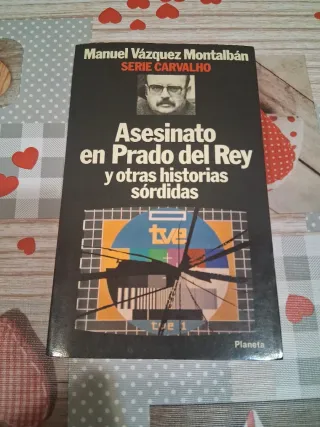 Manuel Vázquez Montalbán
SERIE CARVALHO
Asesinato
en Prado del Rey
y otras historias
sórdidas
tve
tve 1
Planeta